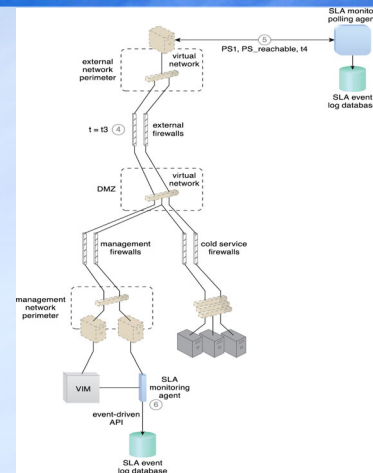 SLA monito
polling agen
5
PS1, PS_reachable, t4
SLA event
log database
external
network
perimeter
virtual
network
t = t3 4
external
firewalls
virtual
network
DMZ
management
firewalls
cold service
firewalls
management
network
perimeter
VIM
SLA
monitoring
agent
event-driven
API
SLA event
log database